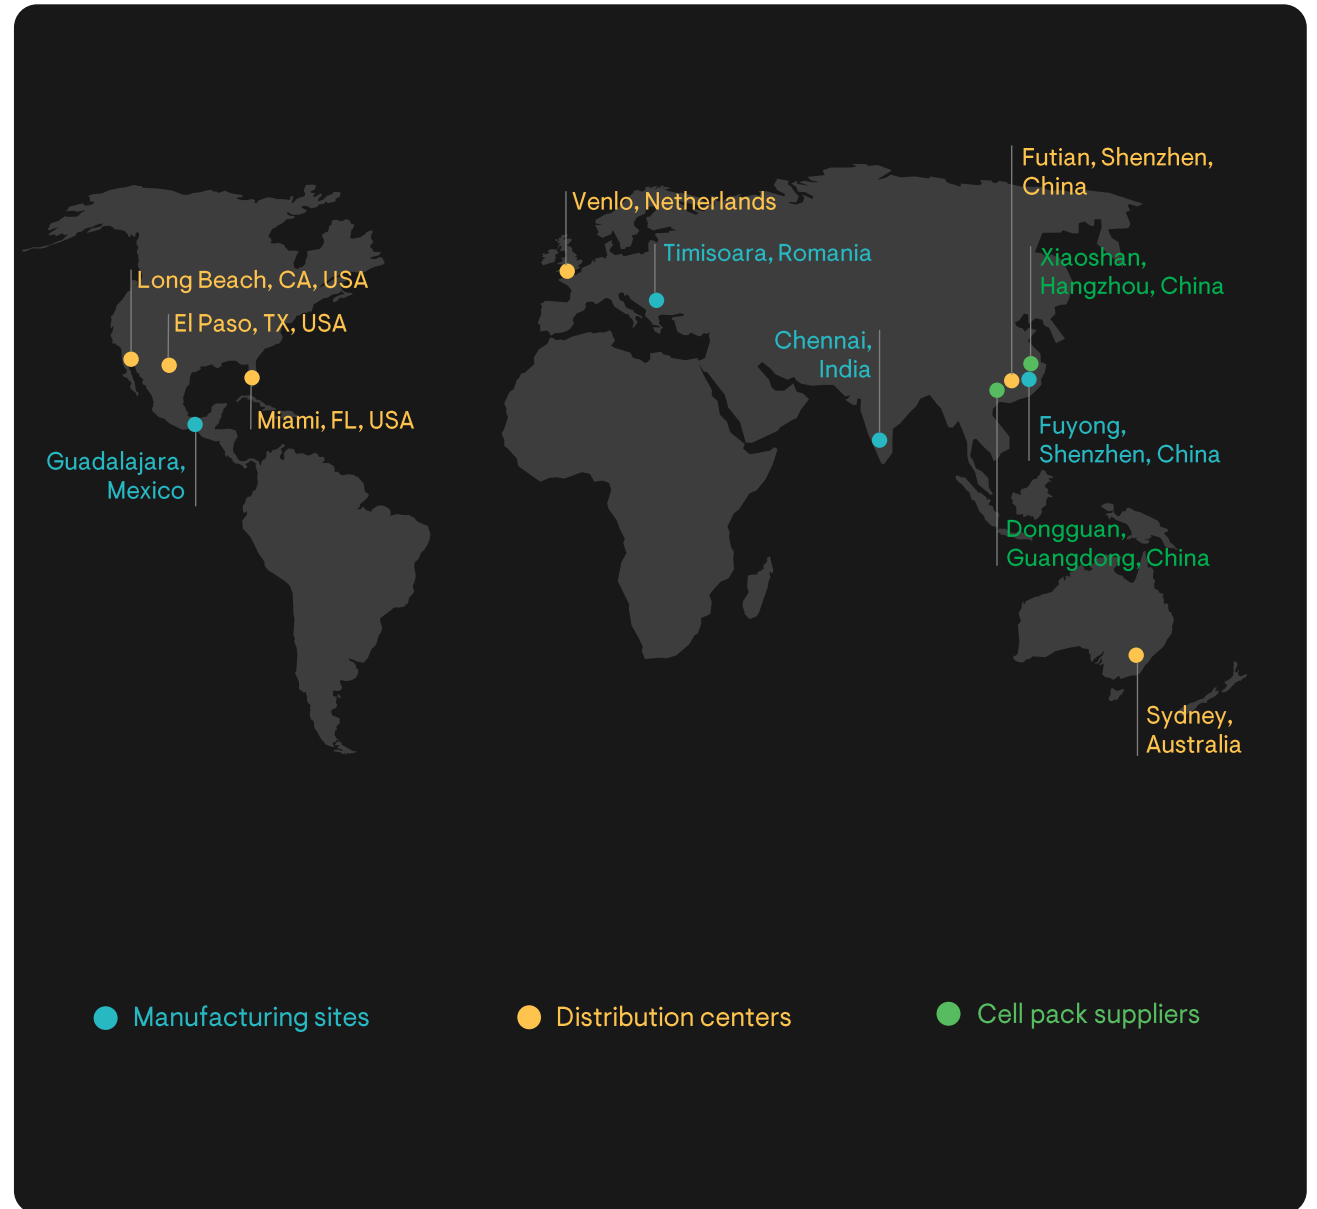 Futian, Shenzhen,
China
Venlo, Netherlands
Timisoara, Romania
Xiaoshan,
Hangzhou, China
Long Beach, CA, USA
El Paso, TX, USA
Chennai,
India
Miami, FL, USA
Fuyong,
Shenzhen, China
Guadalajara,
Mexico
Dongguan,
Guangdong, China
Sydney,
Australia
Manufacturing sites
Distribution centers
Cell pack suppliers